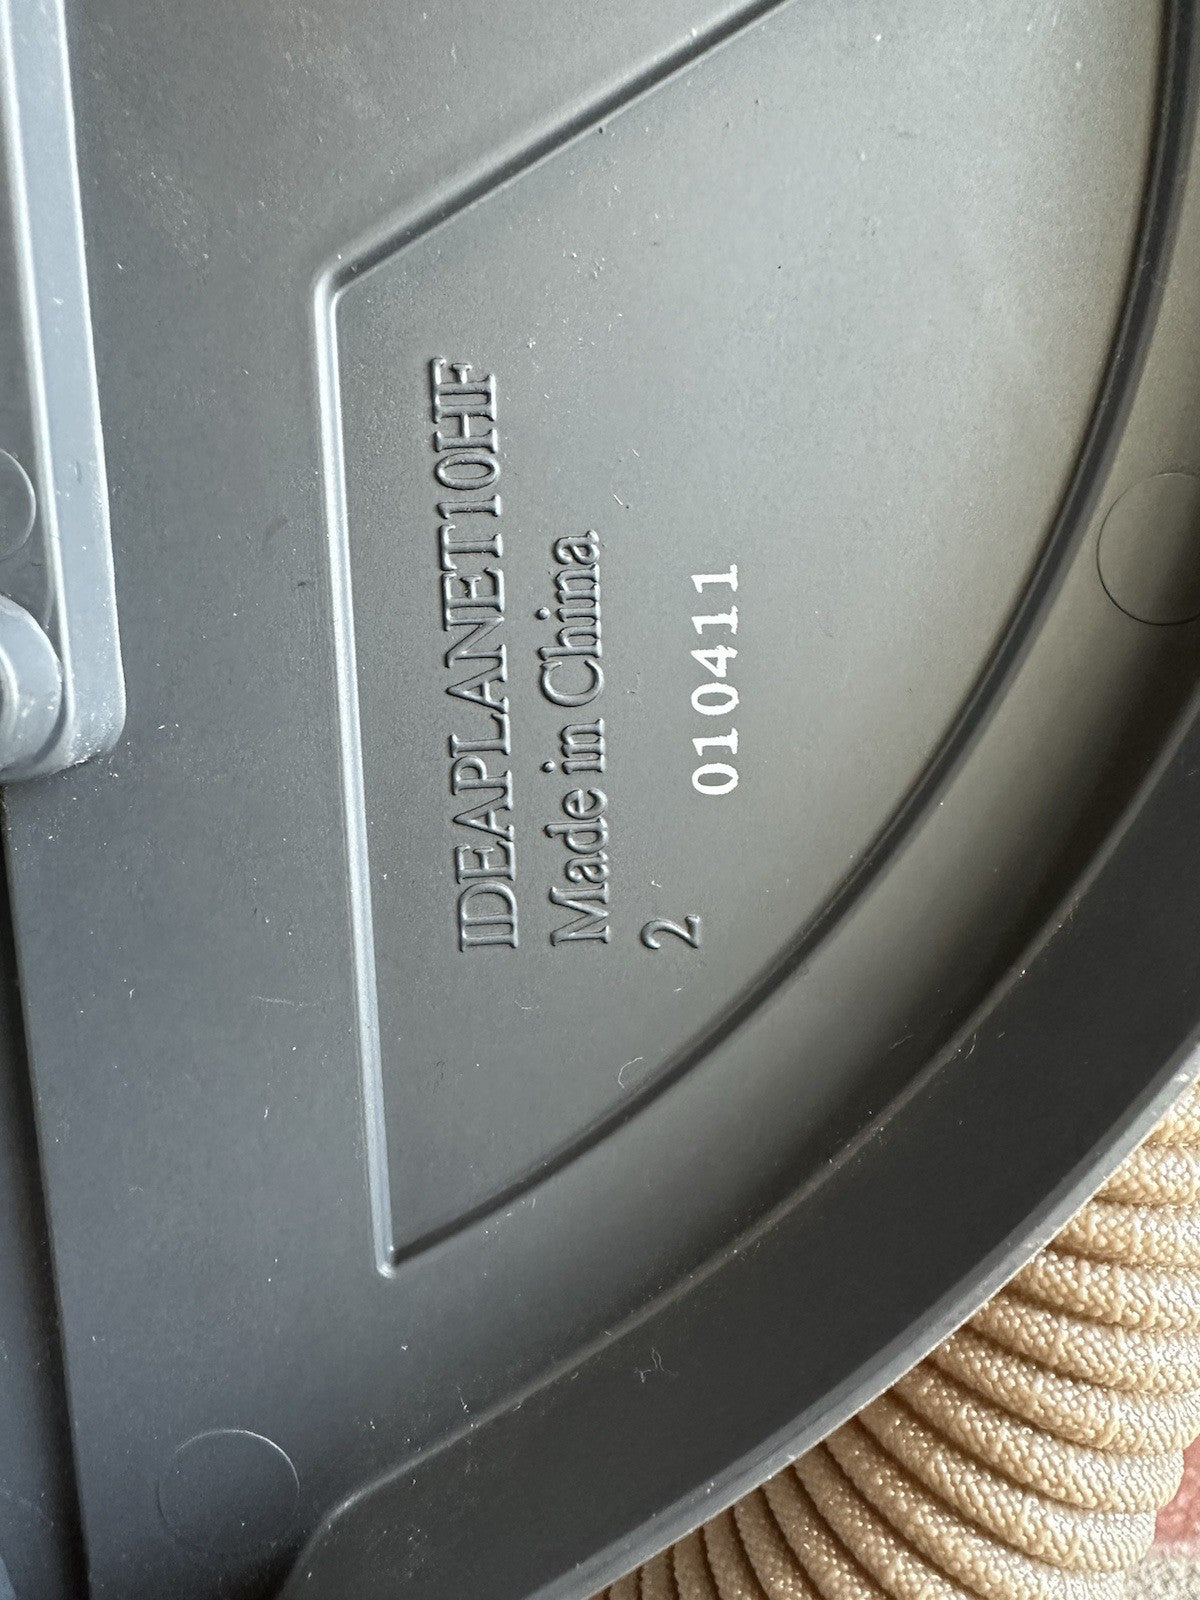 IDEAPLANET10HF
Made in China
2
010411